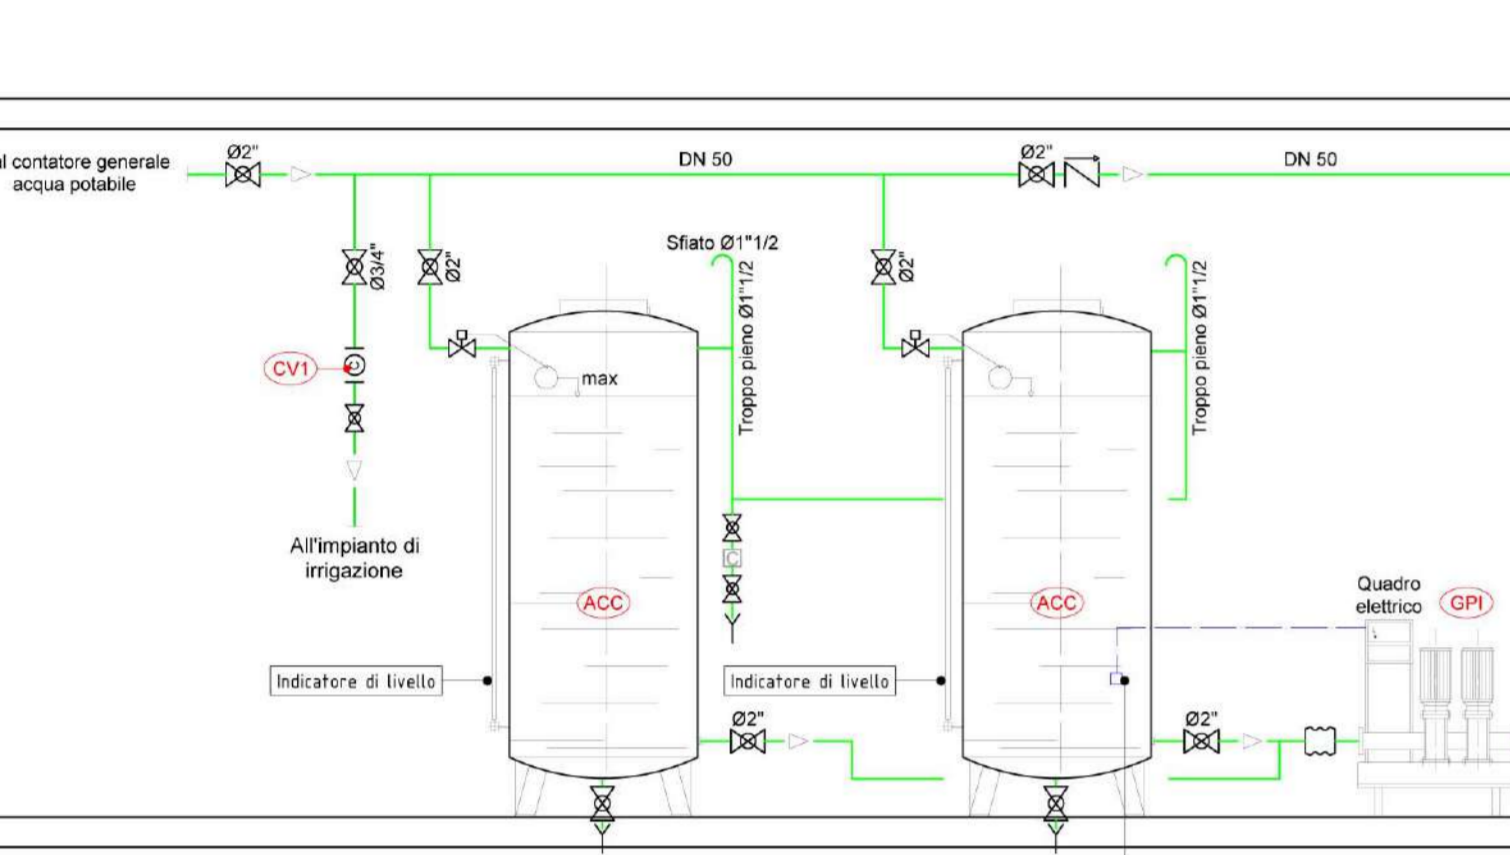 l contatore generale
acqua potabile
Ø2"
DN 50
Ø2"
DN 50
Ø3/4"
Ø2"
Sfiato Ø1"1/2
Troppo pieno Ø1"1/2
Ø2"
Troppo pieno Ø1"1/2
CV1
C
max
All'impianto di
irrigazione
C
ACC
ACC
Quadro
elettrico
GPI
Indicatore di livello
Indicatore di livello
Ø2"
Ø2"